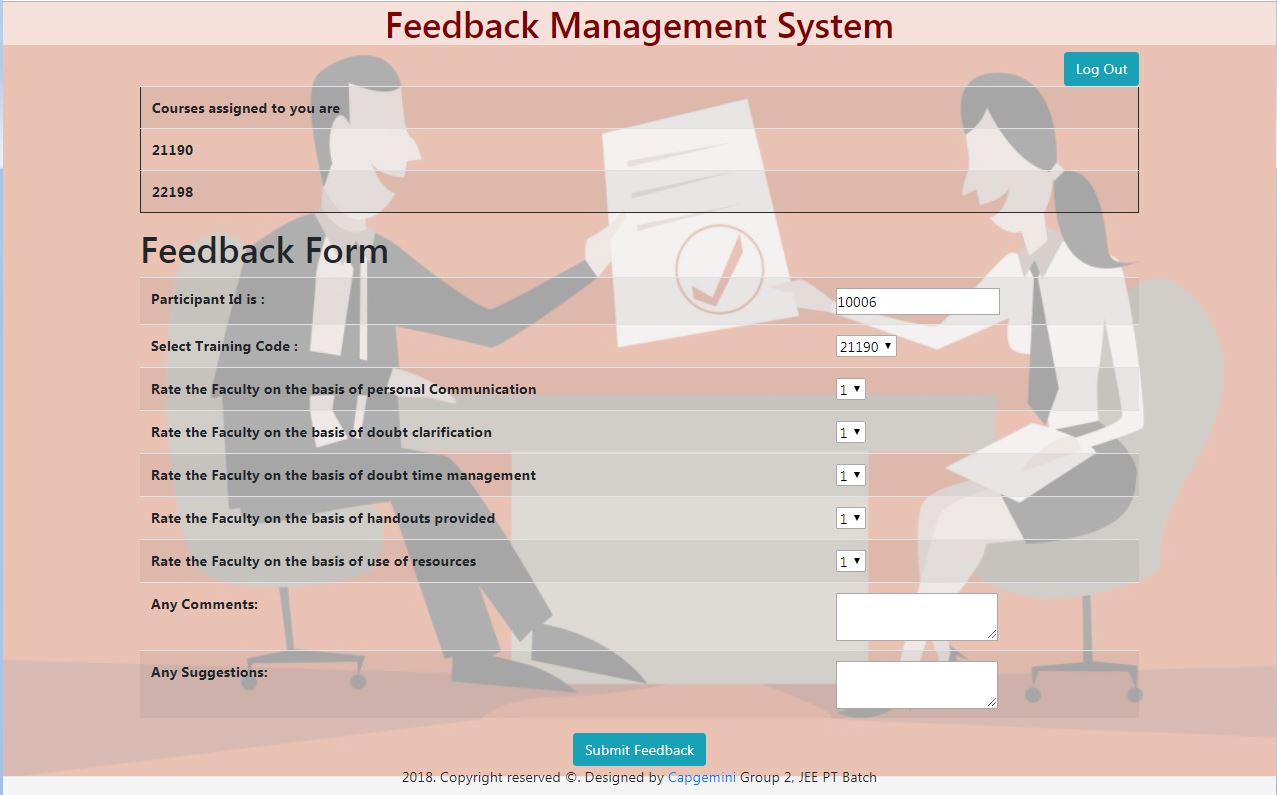 Feedback Management System
Log Out
Courses assigned to you are
21190
22198
Feedback Form
Participant Id is : 10006
Select Training Code : 21190
Rate the Faculty on the basis of personal Communication 1
Rate the Faculty on the basis of doubt clarification 1
Rate the Faculty on the basis of doubt time management 1
Rate the Faculty on the basis of handouts provided 1
Rate the Faculty on the basis of use of resources 1
Any Comments:
Any Suggestions:
Submit Feedback
2018. Copyright reserved ©. Designed by Capgemini Group 2, JEE PT Batch